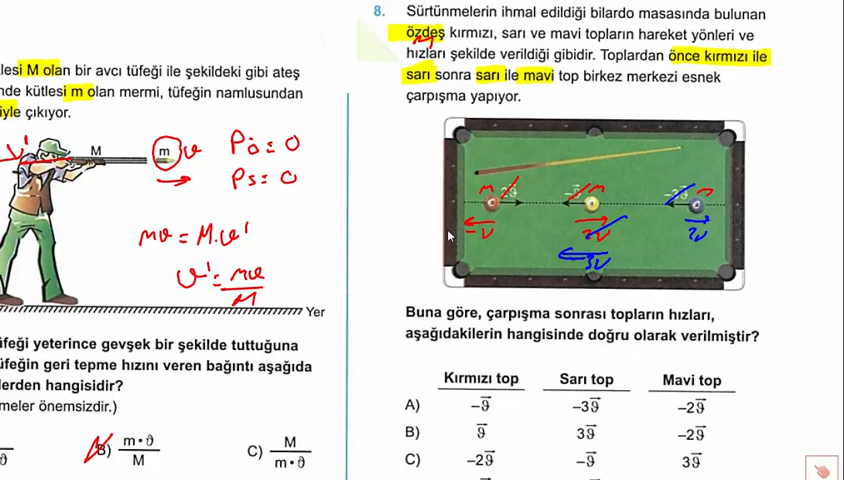 lesi M olan bir avcı tüfeği ile şekildeki gibi ateş
nde kütlesi m olan mermi, tüfeğin namlusundan
iyle çıkıyor.
M
m
Pö = 0
Ps = 0
mϑ = M.ϑ'
ϑ' = mϑ
M
Yer
üfeği yeterince gevşek bir şekilde tuttuğuna
üfeğin geri tepme hızını veren bağıntı aşağıda
lerden hangisidir?
meler önemsizdir.)
ϑ
B) m • ϑ
M
C) M
m • ϑ
8. Sürtünmelerin ihmal edildiği bilardo masasında bulunan
özdeş kırmızı, sarı ve mavi topların hareket yönleri ve
hızları şekilde verildiği gibidir. Toplardan önce kırmızı ile
sarı sonra sarı ile mavi top birkez merkezi esnek
çarpışma yapıyor.
m
m
m
-ϑ
2ϑ
2ϑ
3ϑ
Buna göre, çarpışma sonrası topların hızları,
aşağıdakilerin hangisinde doğru olarak verilmiştir?
Kırmızı top Sarı top Mavi top
A) -ϑ⃗ -3ϑ⃗ -2ϑ⃗
B) ϑ⃗ 3ϑ⃗ -2ϑ⃗
C) -2ϑ⃗ -ϑ⃗ 3ϑ⃗